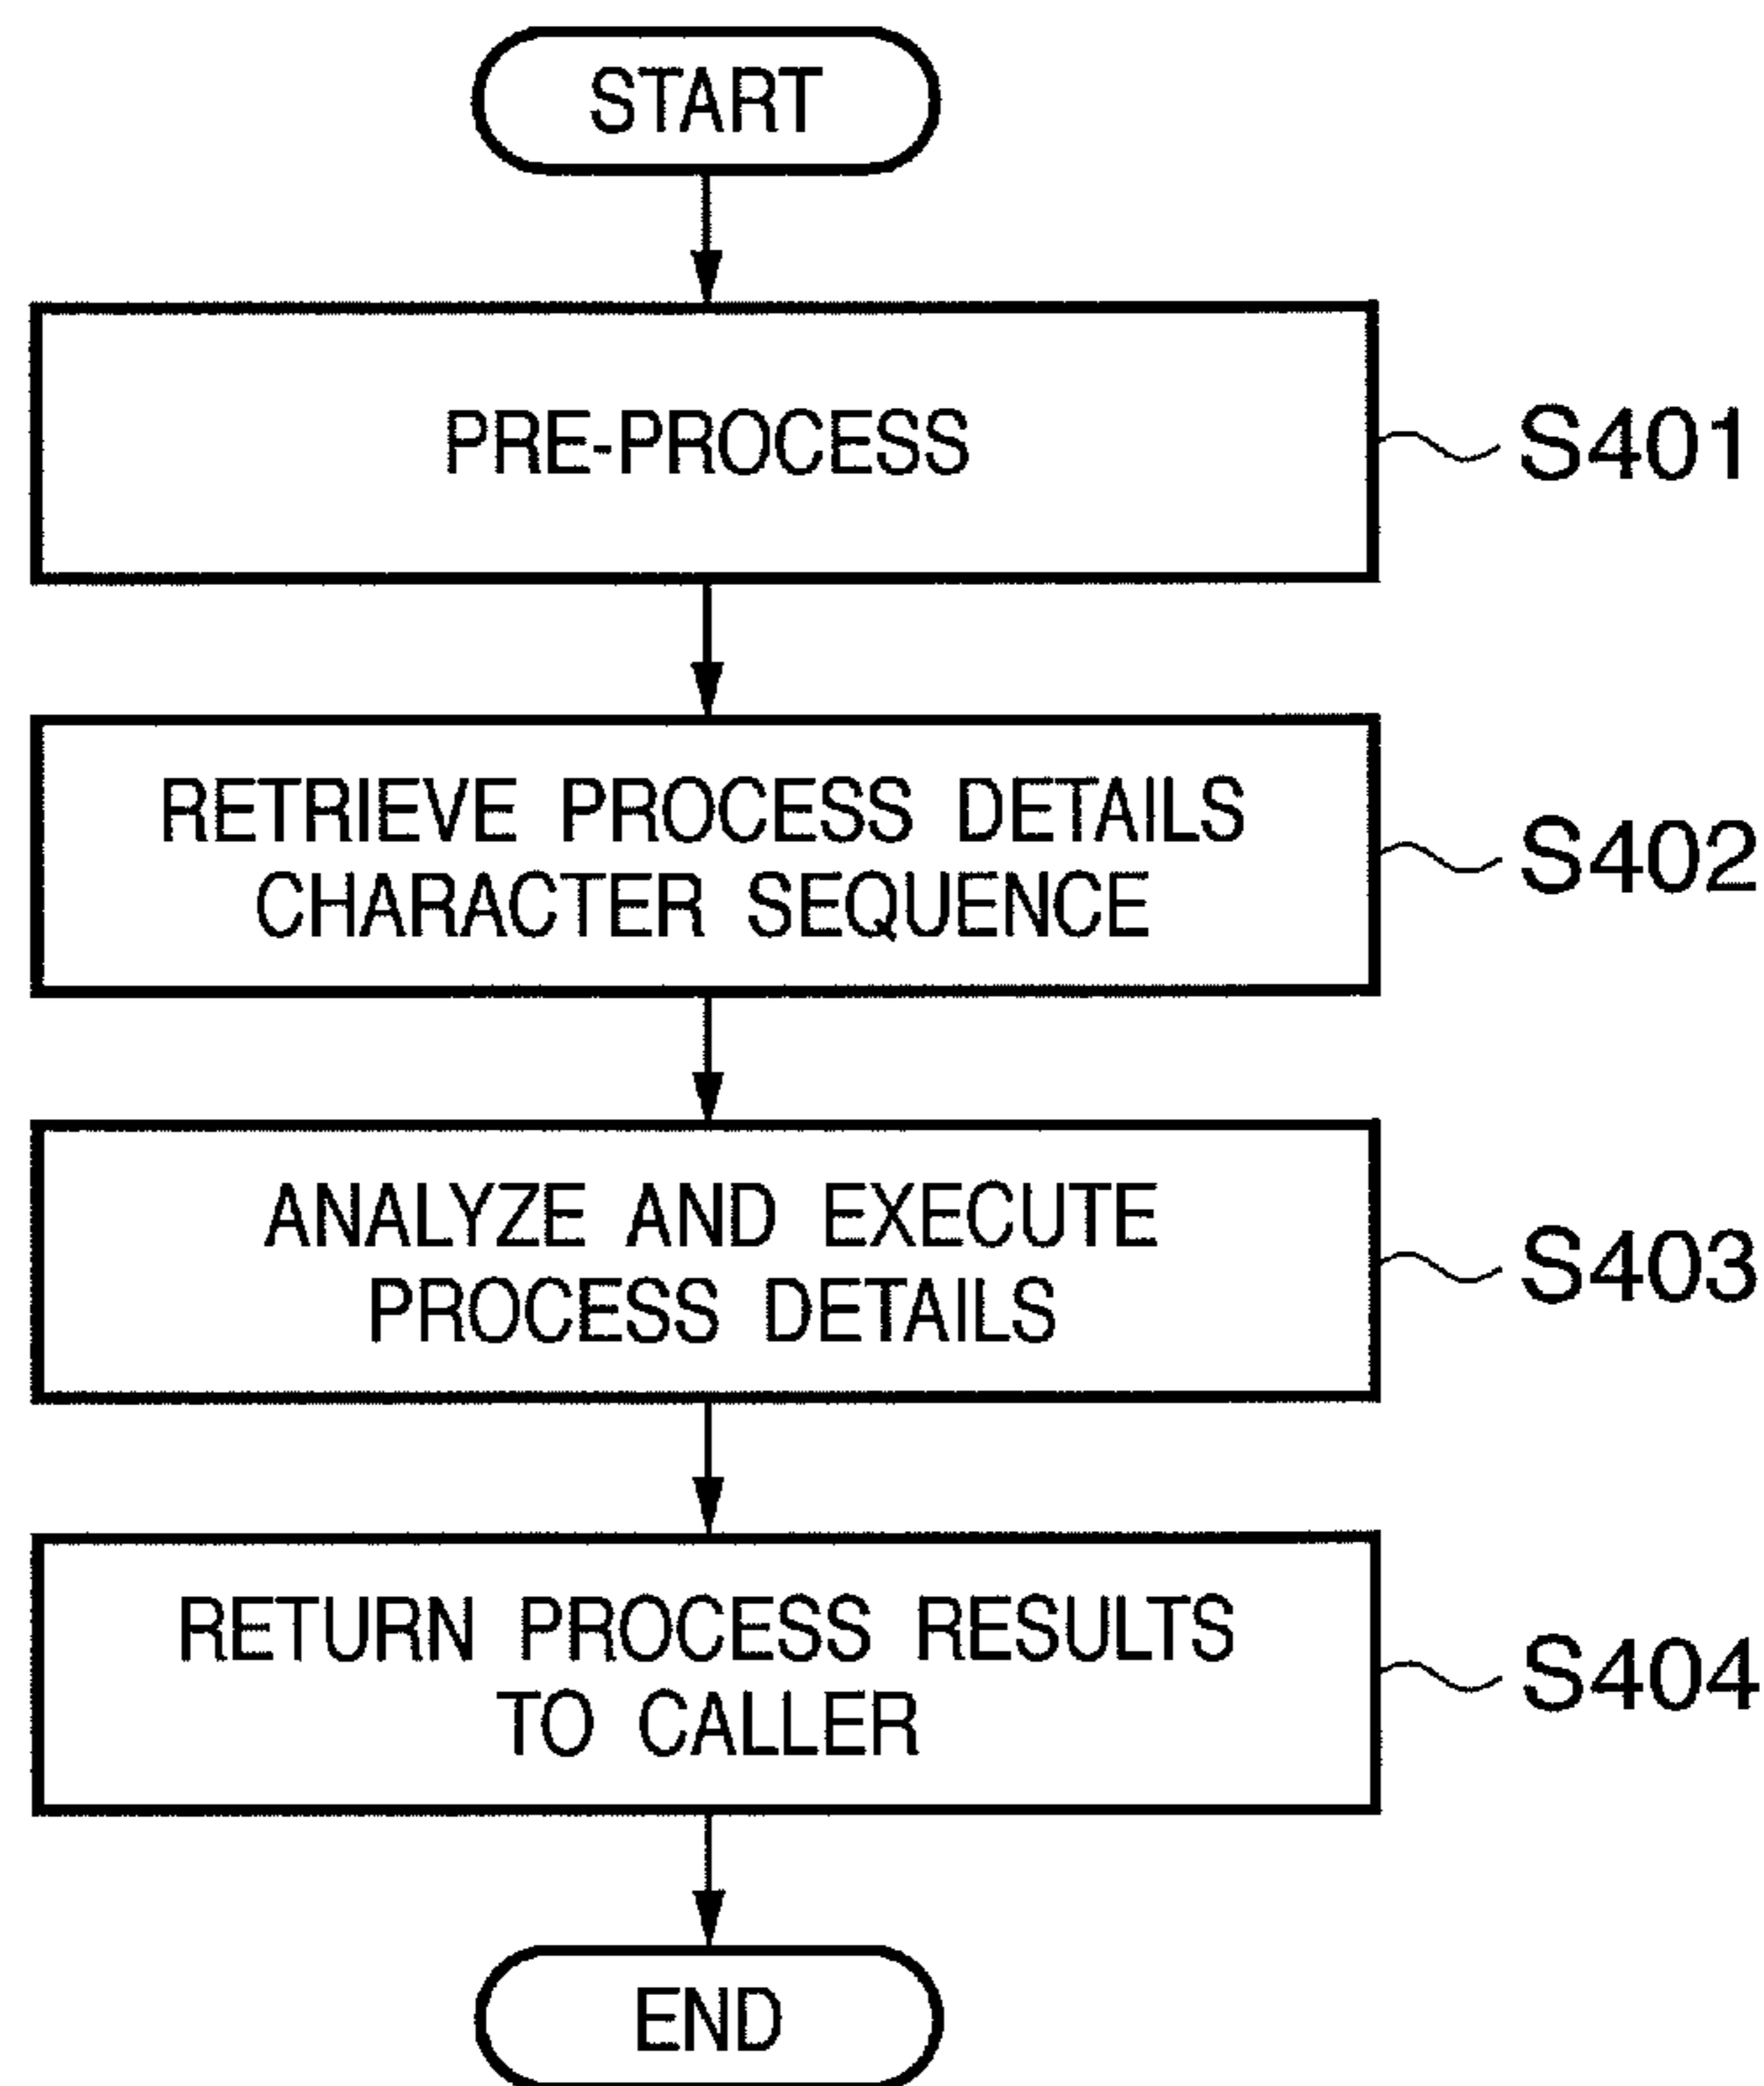 START
PRE-PROCESS
S401
RETRIEVE PROCESS DETAILS
CHARACTER SEQUENCE
S402
ANALYZE AND EXECUTE
PROCESS DETAILS
S403
RETURN PROCESS RESULTS
TO CALLER
S404
END